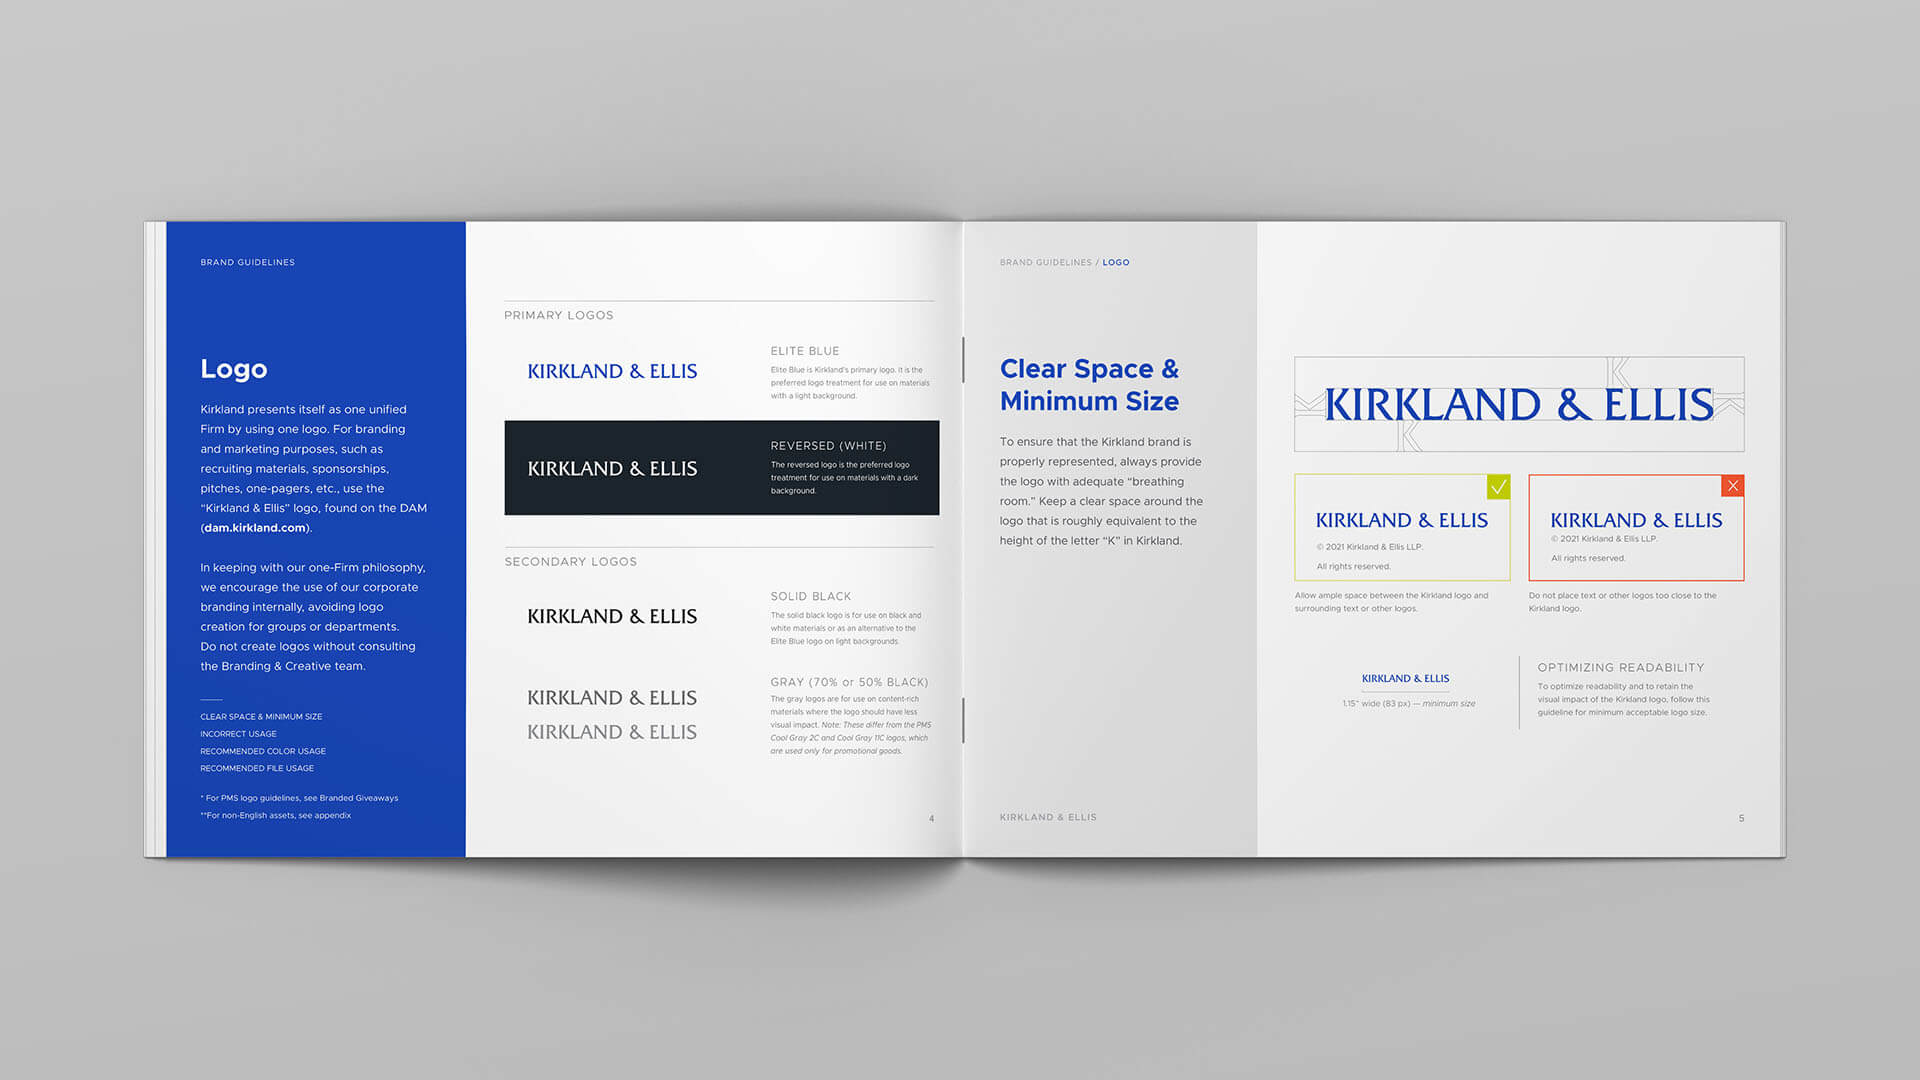 BRAND GUIDELINES
Logo
Kirkland presents itself as one unified
Firm by using one logo. For branding
and marketing purposes, such as
recruiting materials, sponsorships,
pitches, one-pagers, etc., use the
“Kirkland & Ellis” logo, found on the DAM
(dam.kirkland.com).
In keeping with our one-Firm philosophy,
we encourage the use of our corporate
branding internally, avoiding logo
creation for groups or departments.
Do not create logos without consulting
the Branding & Creative team.
CLEAR SPACE & MINIMUM SIZE
INCORRECT USAGE
RECOMMENDED COLOR USAGE
RECOMMENDED FILE USAGE
* For PMS logo guidelines, see Branded Giveaways
**For non-English assets, see appendix
PRIMARY LOGOS
KIRKLAND & ELLIS
ELITE BLUE
Elite Blue is Kirkland's primary logo. It is the
preferred logo treatment for use on materials
with a light background.
KIRKLAND & ELLIS
REVERSED (WHITE)
The reversed logo is the preferred logo
treatment for use on materials with a dark
background.
SECONDARY LOGOS
KIRKLAND & ELLIS
SOLID BLACK
The solid black logo is for use on black and
white materials or as an alternative to the
Elite Blue logo on light backgrounds.
KIRKLAND & ELLIS
KIRKLAND & ELLIS
GRAY (70% or 50% BLACK)
The gray logos are for use on content-rich
materials where the logo should have less
visual impact. Note: These differ from the PMS
Cool Gray 2C and Cool Gray 11C logos, which
are used only for promotional goods.
4
BRAND GUIDELINES / LOGO
Clear Space &
Minimum Size
To ensure that the Kirkland brand is
properly represented, always provide
the logo with adequate “breathing
room.” Keep a clear space around the
logo that is roughly equivalent to the
height of the letter “K” in Kirkland.
KIRKLAND & ELLIS
KIRKLAND & ELLIS
KIRKLAND & ELLIS
© 2021 Kirkland & Ellis LLP.
All rights reserved.
Allow ample space between the Kirkland logo and
surrounding text or other logos.
KIRKLAND & ELLIS
© 2021 Kirkland & Ellis LLP.
All rights reserved.
Do not place text or other logos too close to the
Kirkland logo.
KIRKLAND & ELLIS
1.15" wide (83 px) — minimum size
OPTIMIZING READABILITY
To optimize readability and to retain the
visual impact of the Kirkland logo, follow this
guideline for minimum acceptable logo size.
5